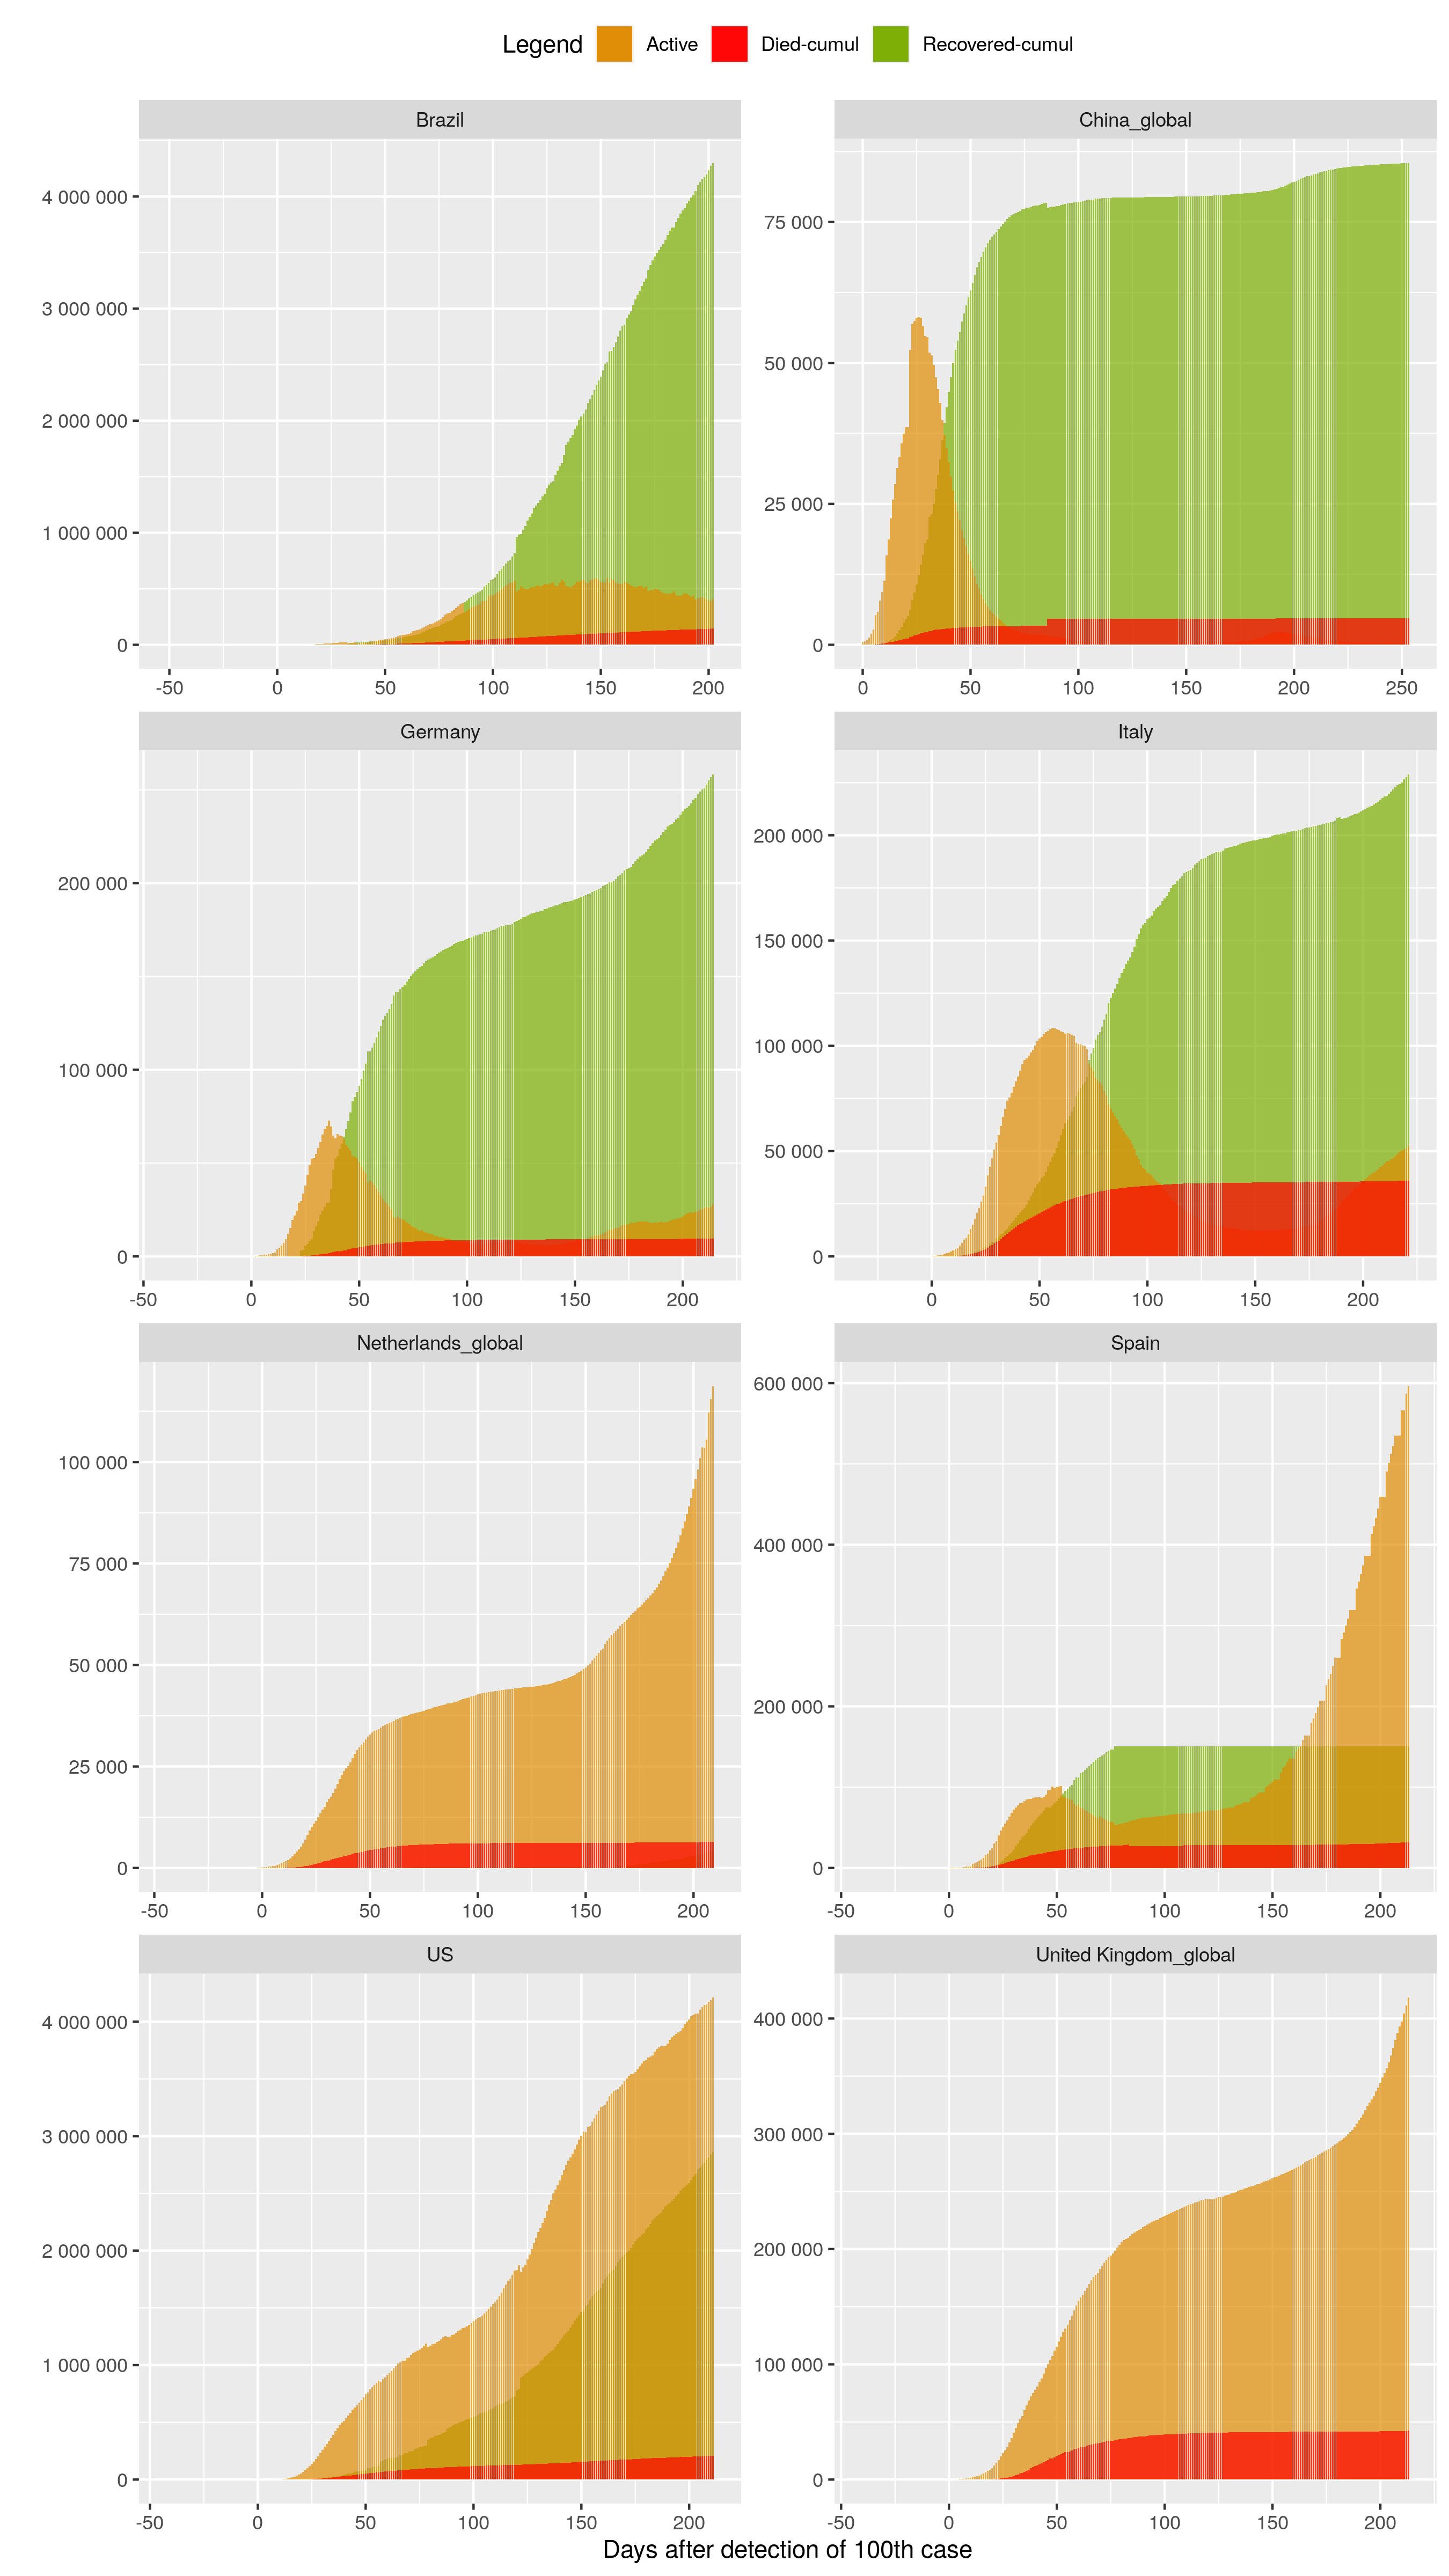 Legend Active Died-cumul Recovered-cumul
Brazil
4 000 000
3 000 000
2 000 000
1 000 000
0
-50 0 50 100 150 200
China_global
75 000
50 000
25 000
0
0 50 100 150 200 250
Germany
200 000
100 000
0
-50 0 50 100 150 200
Italy
200 000
150 000
100 000
50 000
0
0 50 100 150 200
Netherlands_global
100 000
75 000
50 000
25 000
0
-50 0 50 100 150 200
Spain
600 000
400 000
200 000
0
-50 0 50 100 150 200
US
4 000 000
3 000 000
2 000 000
1 000 000
0
-50 0 50 100 150 200
United Kingdom_global
400 000
300 000
200 000
100 000
0
-50 0 50 100 150 200
Days after detection of 100th case